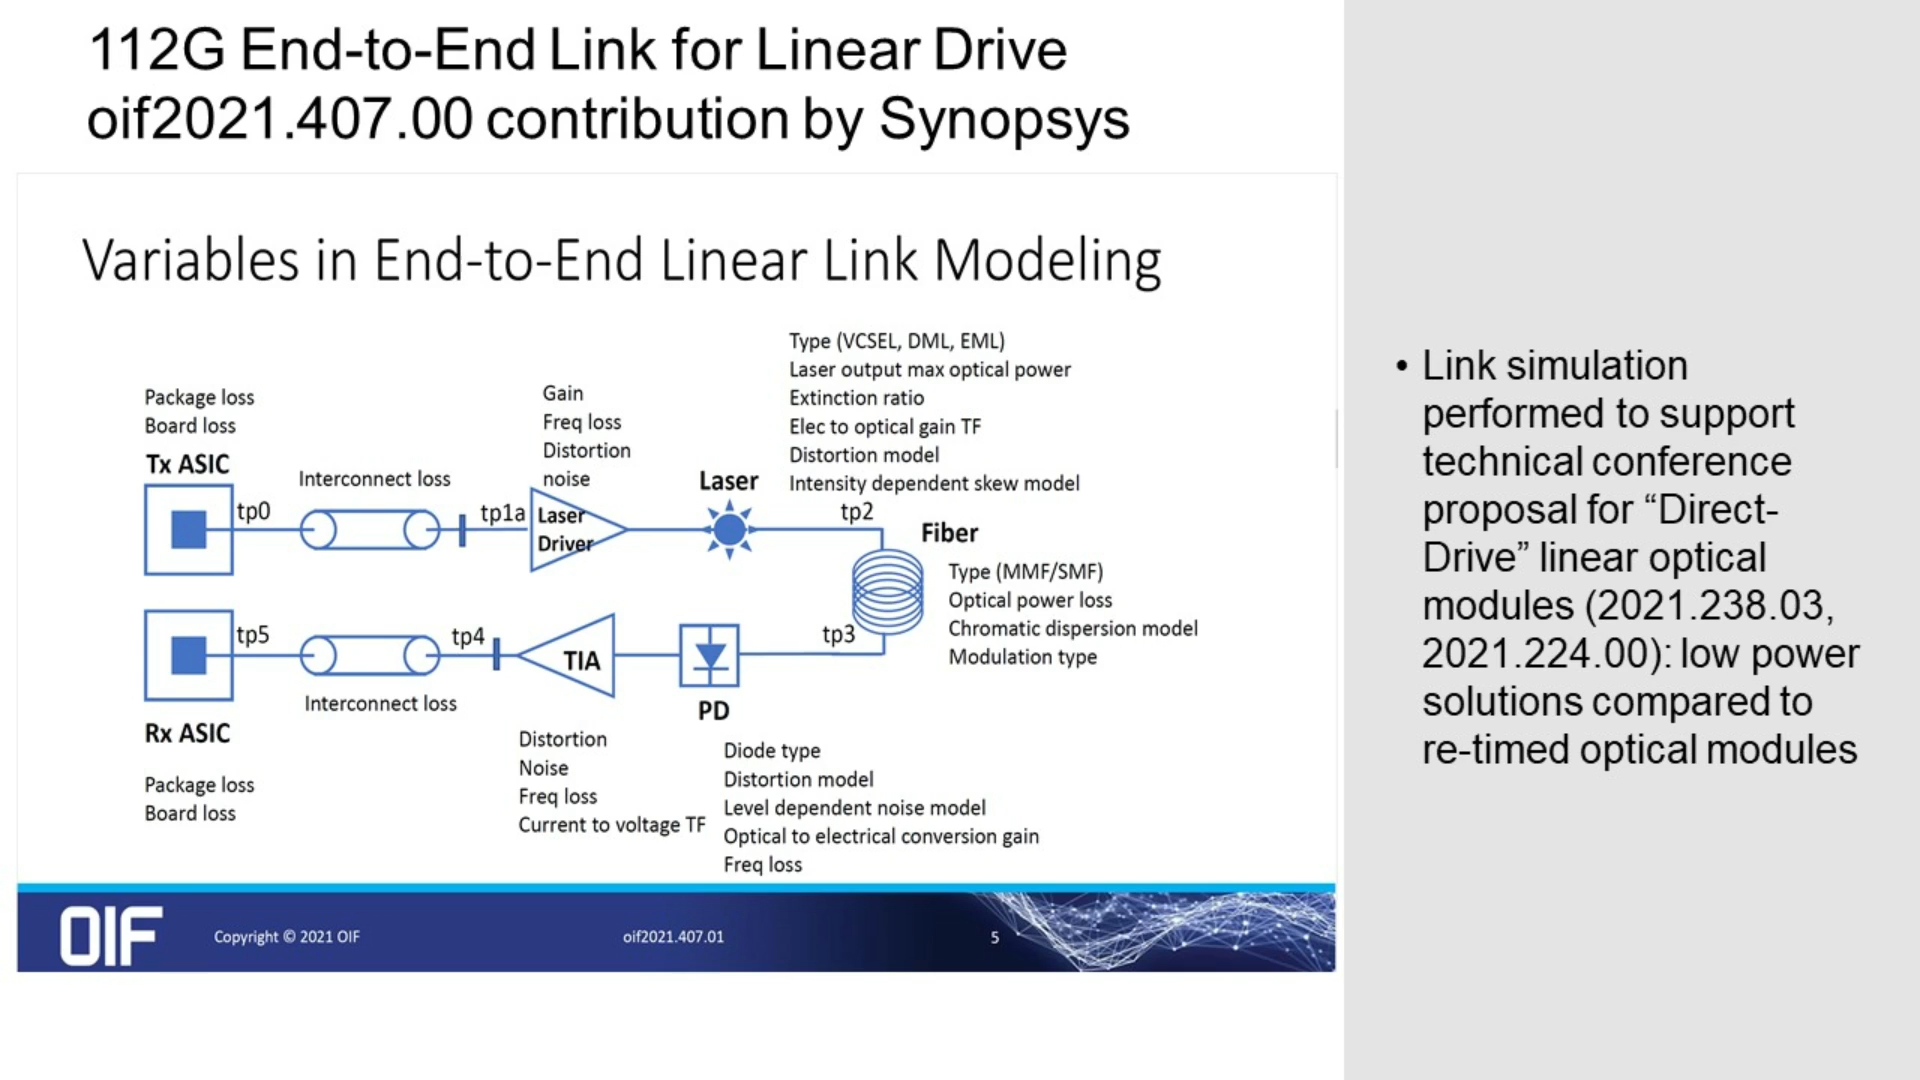 112G End-to-End Link for Linear Drive
oif2021.407.00 contribution by Synopsys
Variables in End-to-End Linear Link Modeling
Package loss
Board loss
Tx ASIC
tp0
Interconnect loss
tp1a
Gain
Freq loss
Distortion
noise
Laser
Driver
Laser
Type (VCSEL, DML, EML)
Laser output max optical power
Extinction ratio
Elec to optical gain TF
Distortion model
Intensity dependent skew model
tp2
Fiber
Type (MMF/SMF)
Optical power loss
Chromatic dispersion model
Modulation type
tp3
PD
Diode type
Distortion model
Level dependent noise model
Optical to electrical conversion gain
Freq loss
TIA
Distortion
Noise
Freq loss
Current to voltage TF
tp4
Interconnect loss
tp5
Rx ASIC
Package loss
Board loss
OIF
Copyright © 2021 OIF
oif2021.407.01
5
• Link simulation
performed to support
technical conference
proposal for “Direct-
Drive” linear optical
modules (2021.238.03,
2021.224.00): low power
solutions compared to
re-timed optical modules